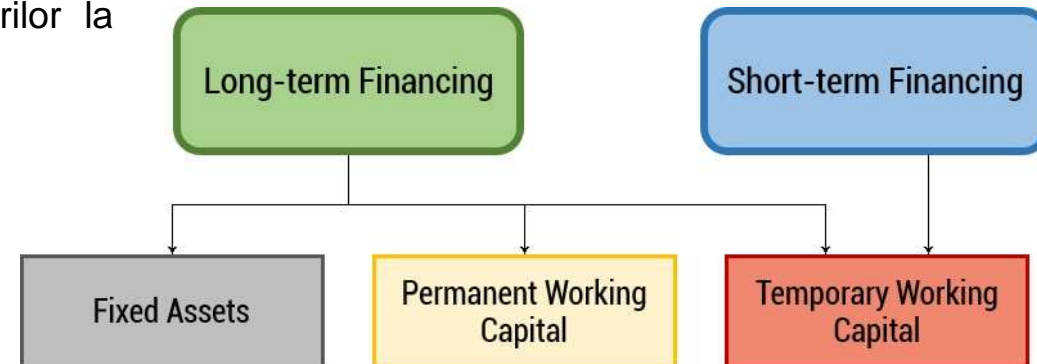 rilor la
Long-term Financing
Short-term Financing
Fixed Assets
Permanent Working
Capital
Temporary Working
Capital